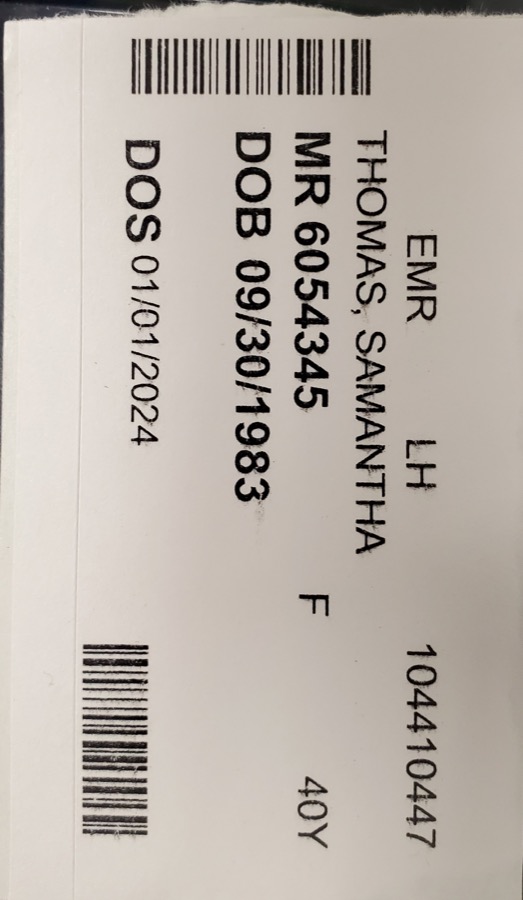 EMR LH 104410447
THOMAS, SAMANTHA
MR 6054345 F 40Y
DOB 09/30/1983
DOS 01/01/2024